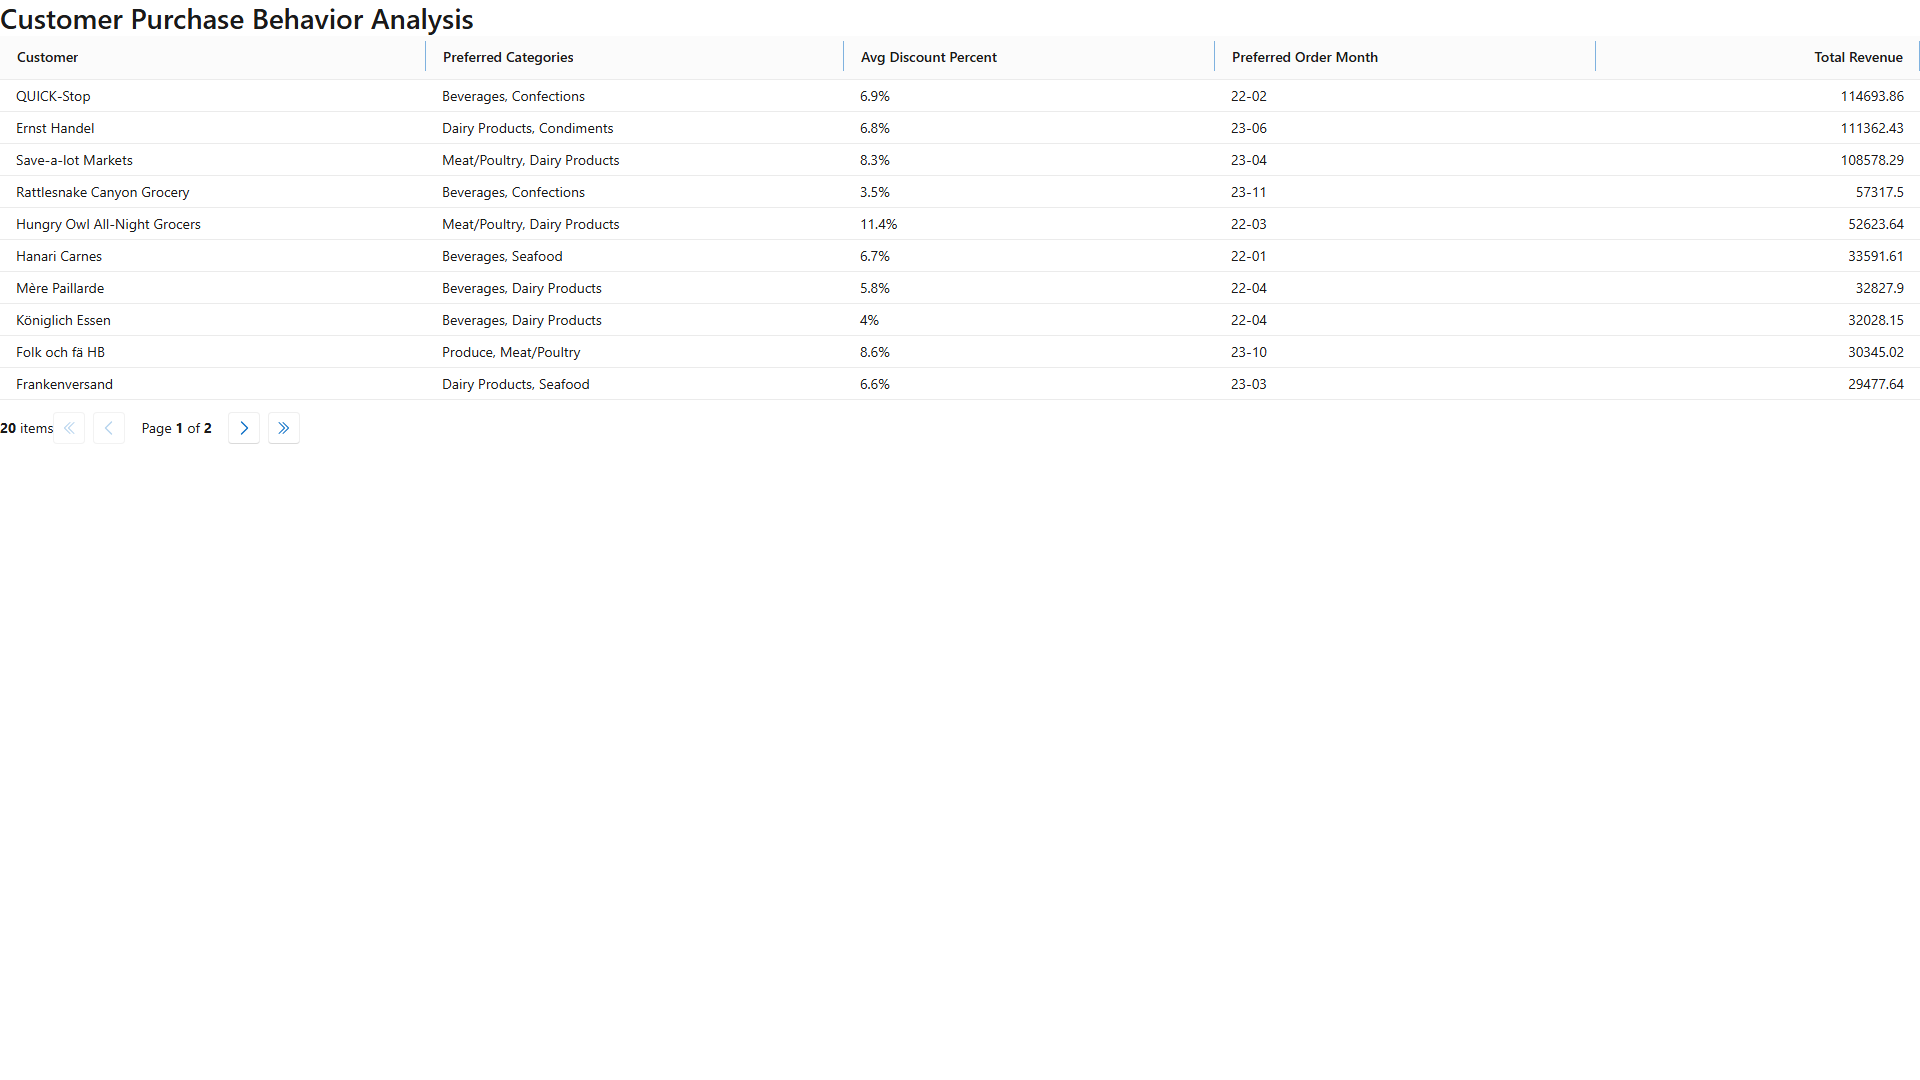 Customer Purchase Behavior Analysis
Customer Preferred Categories Avg Discount Percent Preferred Order Month Total Revenue
QUICK-Stop Beverages, Confections 6.9% 22-02 114693.86
Ernst Handel Dairy Products, Condiments 6.8% 23-06 111362.43
Save-a-lot Markets Meat/Poultry, Dairy Products 8.3% 23-04 108578.29
Rattlesnake Canyon Grocery Beverages, Confections 3.5% 23-11 57317.5
Hungry Owl All-Night Grocers Meat/Poultry, Dairy Products 11.4% 22-03 52623.64
Hanari Carnes Beverages, Seafood 6.7% 22-01 33591.61
Mère Paillarde Beverages, Dairy Products 5.8% 22-04 32827.9
Königlich Essen Beverages, Dairy Products 4% 22-04 32028.15
Folk och fä HB Produce, Meat/Poultry 8.6% 23-10 30345.02
Frankenversand Dairy Products, Seafood 6.6% 23-03 29477.64
20 items Page 1 of 2